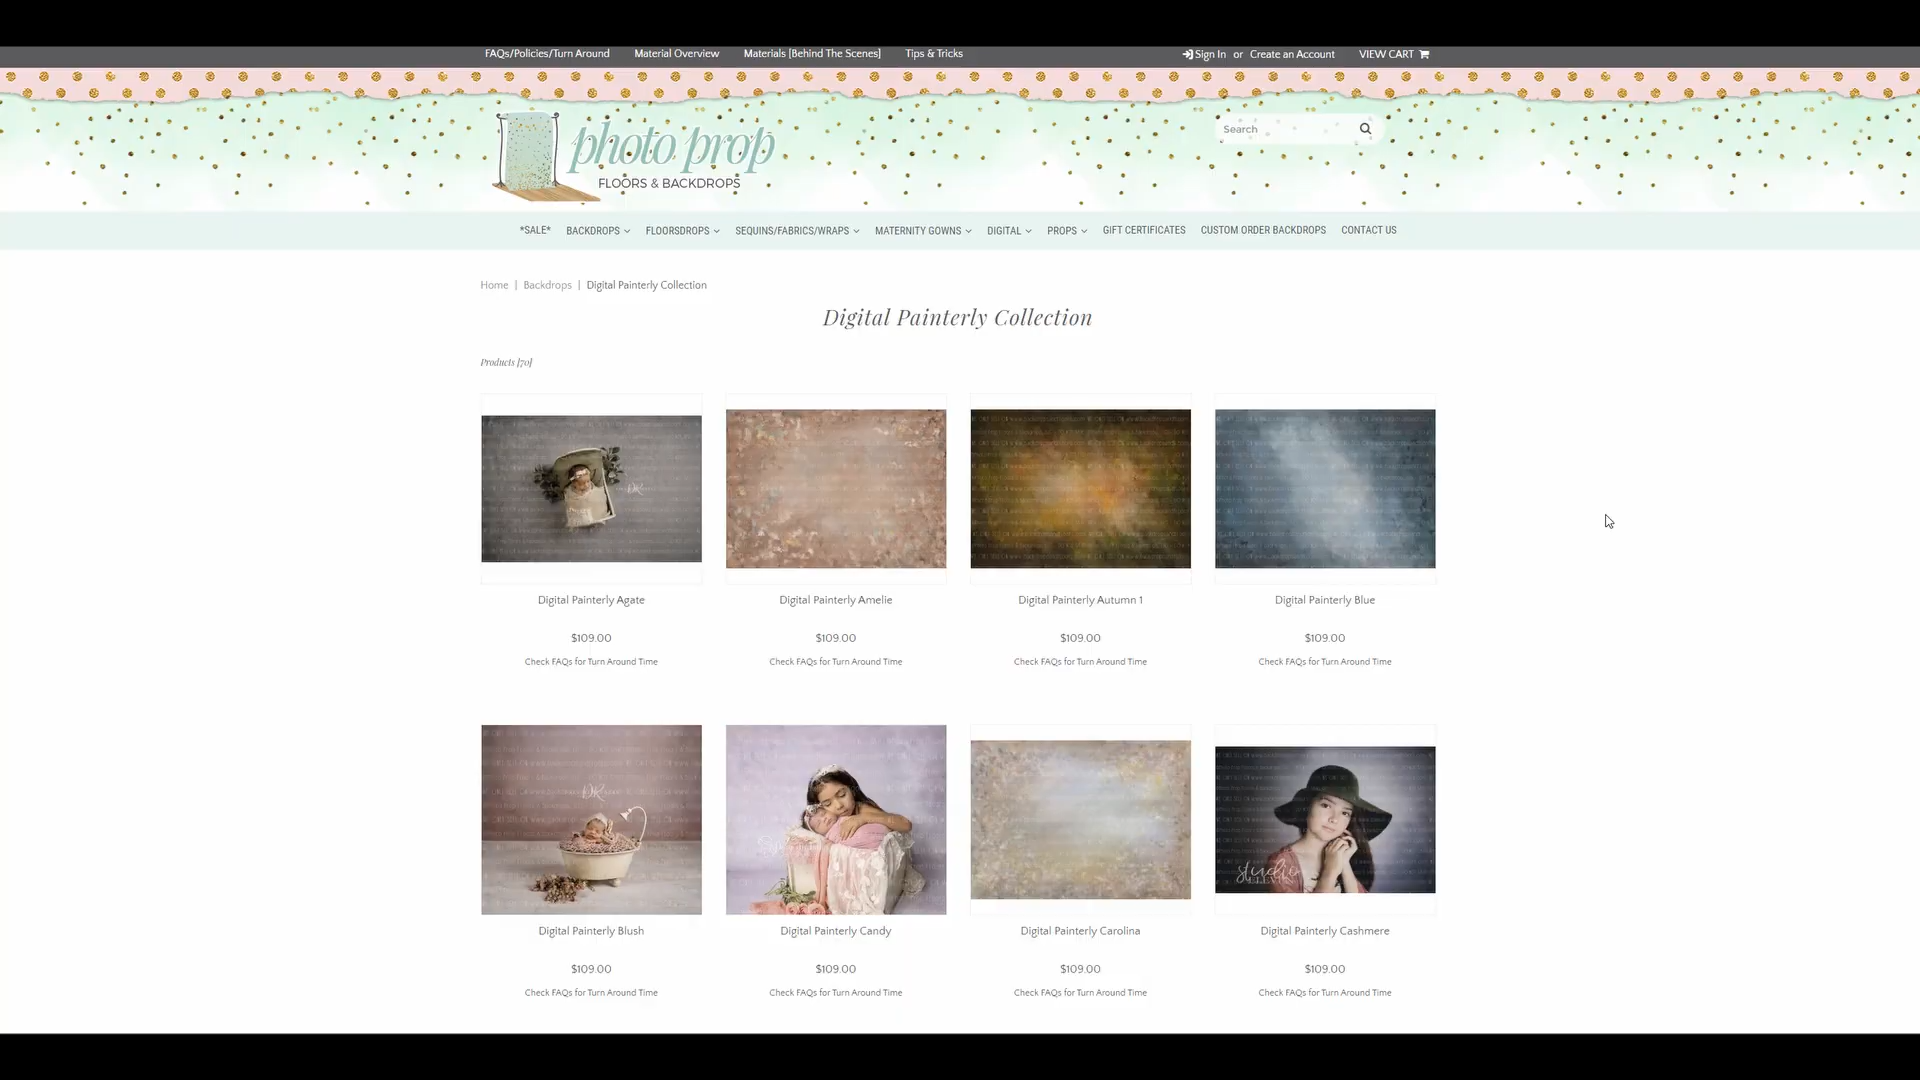 FAQs/Policies/Turn Around Material Overview Materials [Behind The Scenes] Tips & Tricks Sign In or Create an Account VIEW CART
photo prop
FLOORS & BACKDROPS
Search
*SALE* BACKDROPS FLOORSDROPS SEQUINS/FABRICS/WRAPS MATERNITY GOWNS DIGITAL PROPS GIFT CERTIFICATES CUSTOM ORDER BACKDROPS CONTACT US
Home | Backdrops | Digital Painterly Collection
Digital Painterly Collection
Products [70]
Digital Painterly Agate Digital Painterly Amelie Digital Painterly Autumn 1 Digital Painterly Blue
$109.00 $109.00 $109.00 $109.00
Check FAQs for Turn Around Time Check FAQs for Turn Around Time Check FAQs for Turn Around Time Check FAQs for Turn Around Time
studio
Digital Painterly Blush Digital Painterly Candy Digital Painterly Carolina Digital Painterly Cashmere
$109.00 $109.00 $109.00 $109.00
Check FAQs for Turn Around Time Check FAQs for Turn Around Time Check FAQs for Turn Around Time Check FAQs for Turn Around Time